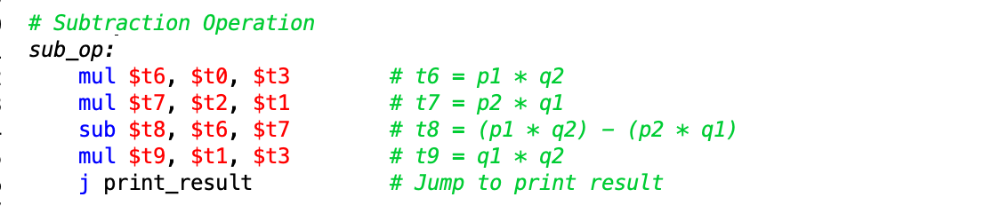 # Subtraction Operation
sub_op:
    mul $t6, $t0, $t3        # t6 = p1 * q2
    mul $t7, $t2, $t1        # t7 = p2 * q1
    sub $t8, $t6, $t7        # t8 = (p1 * q2) − (p2 * q1)
    mul $t9, $t1, $t3        # t9 = q1 * q2
    j print_result           # Jump to print result